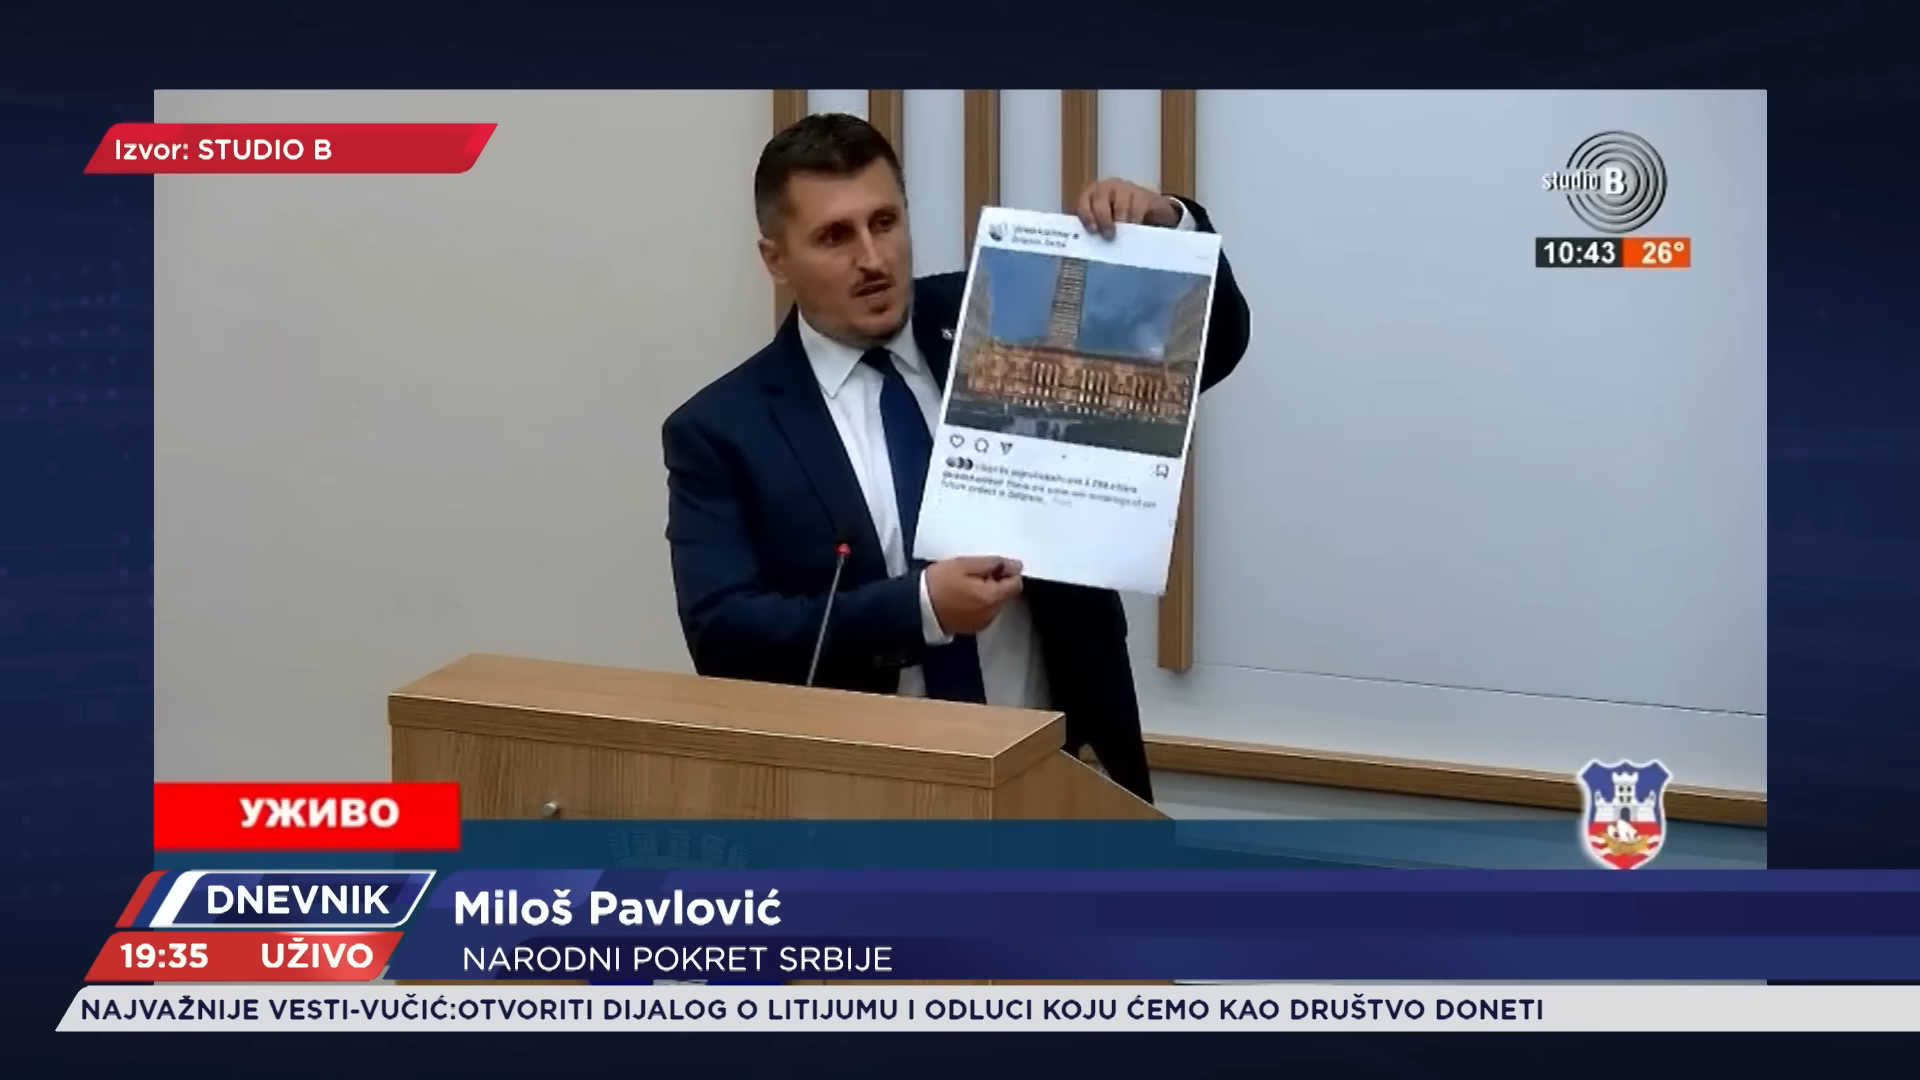 Izvor: STUDIO B
studio B
10:43 26°
УЖИВО
DNEVNIK
Miloš Pavlović
19:35 UŽIVO
NARODNI POKRET SRBIJE
NAJVAŽNIJE VESTI-VUČIĆ:OTVORITI DIJALOG O LITIJUMU I ODLUCI KOJU ĆEMO KAO DRUŠTVO DONETI